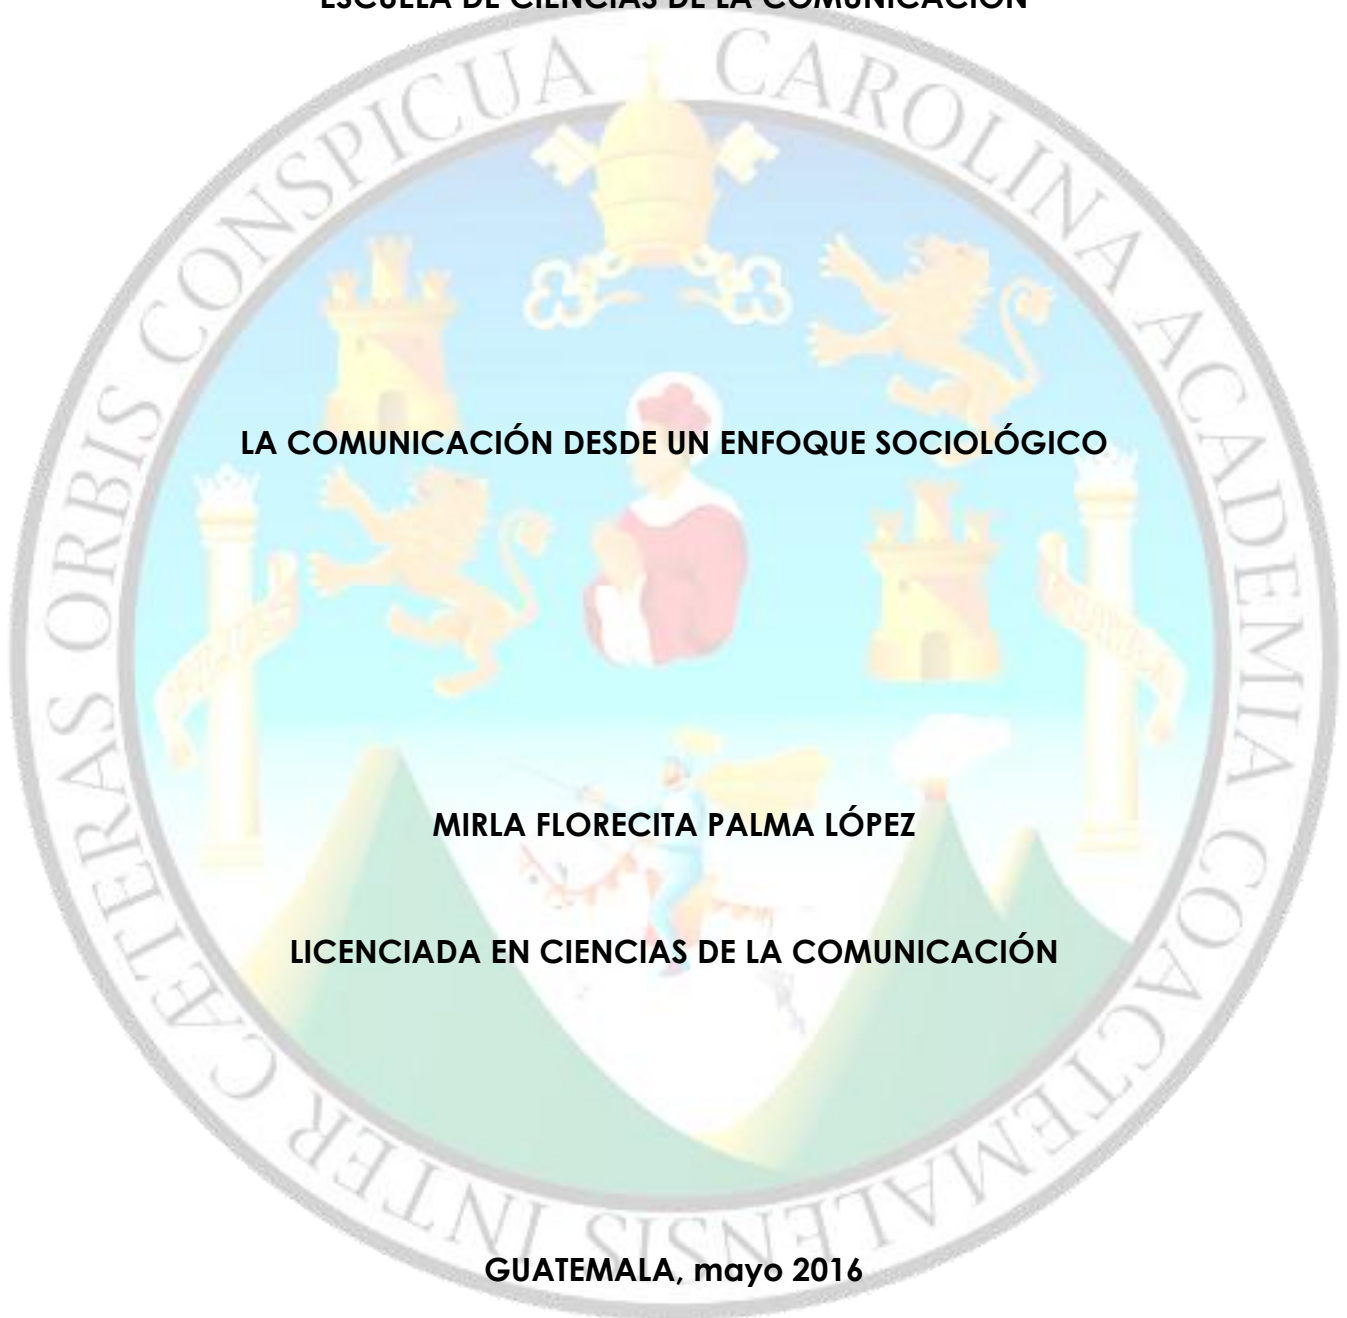 ESCUELA DE CIENCIAS DE LA COMUNICACIÓN
LA COMUNICACIÓN DESDE UN ENFOQUE SOCIOLÓGICO
MIRLA FLORECITA PALMA LÓPEZ
LICENCIADA EN CIENCIAS DE LA COMUNICACIÓN
GUATEMALA, mayo 2016
CAROLINA ACADEMIA COACTEMALENSIS INTER CÆTERAS ORBIS CONSPICUA